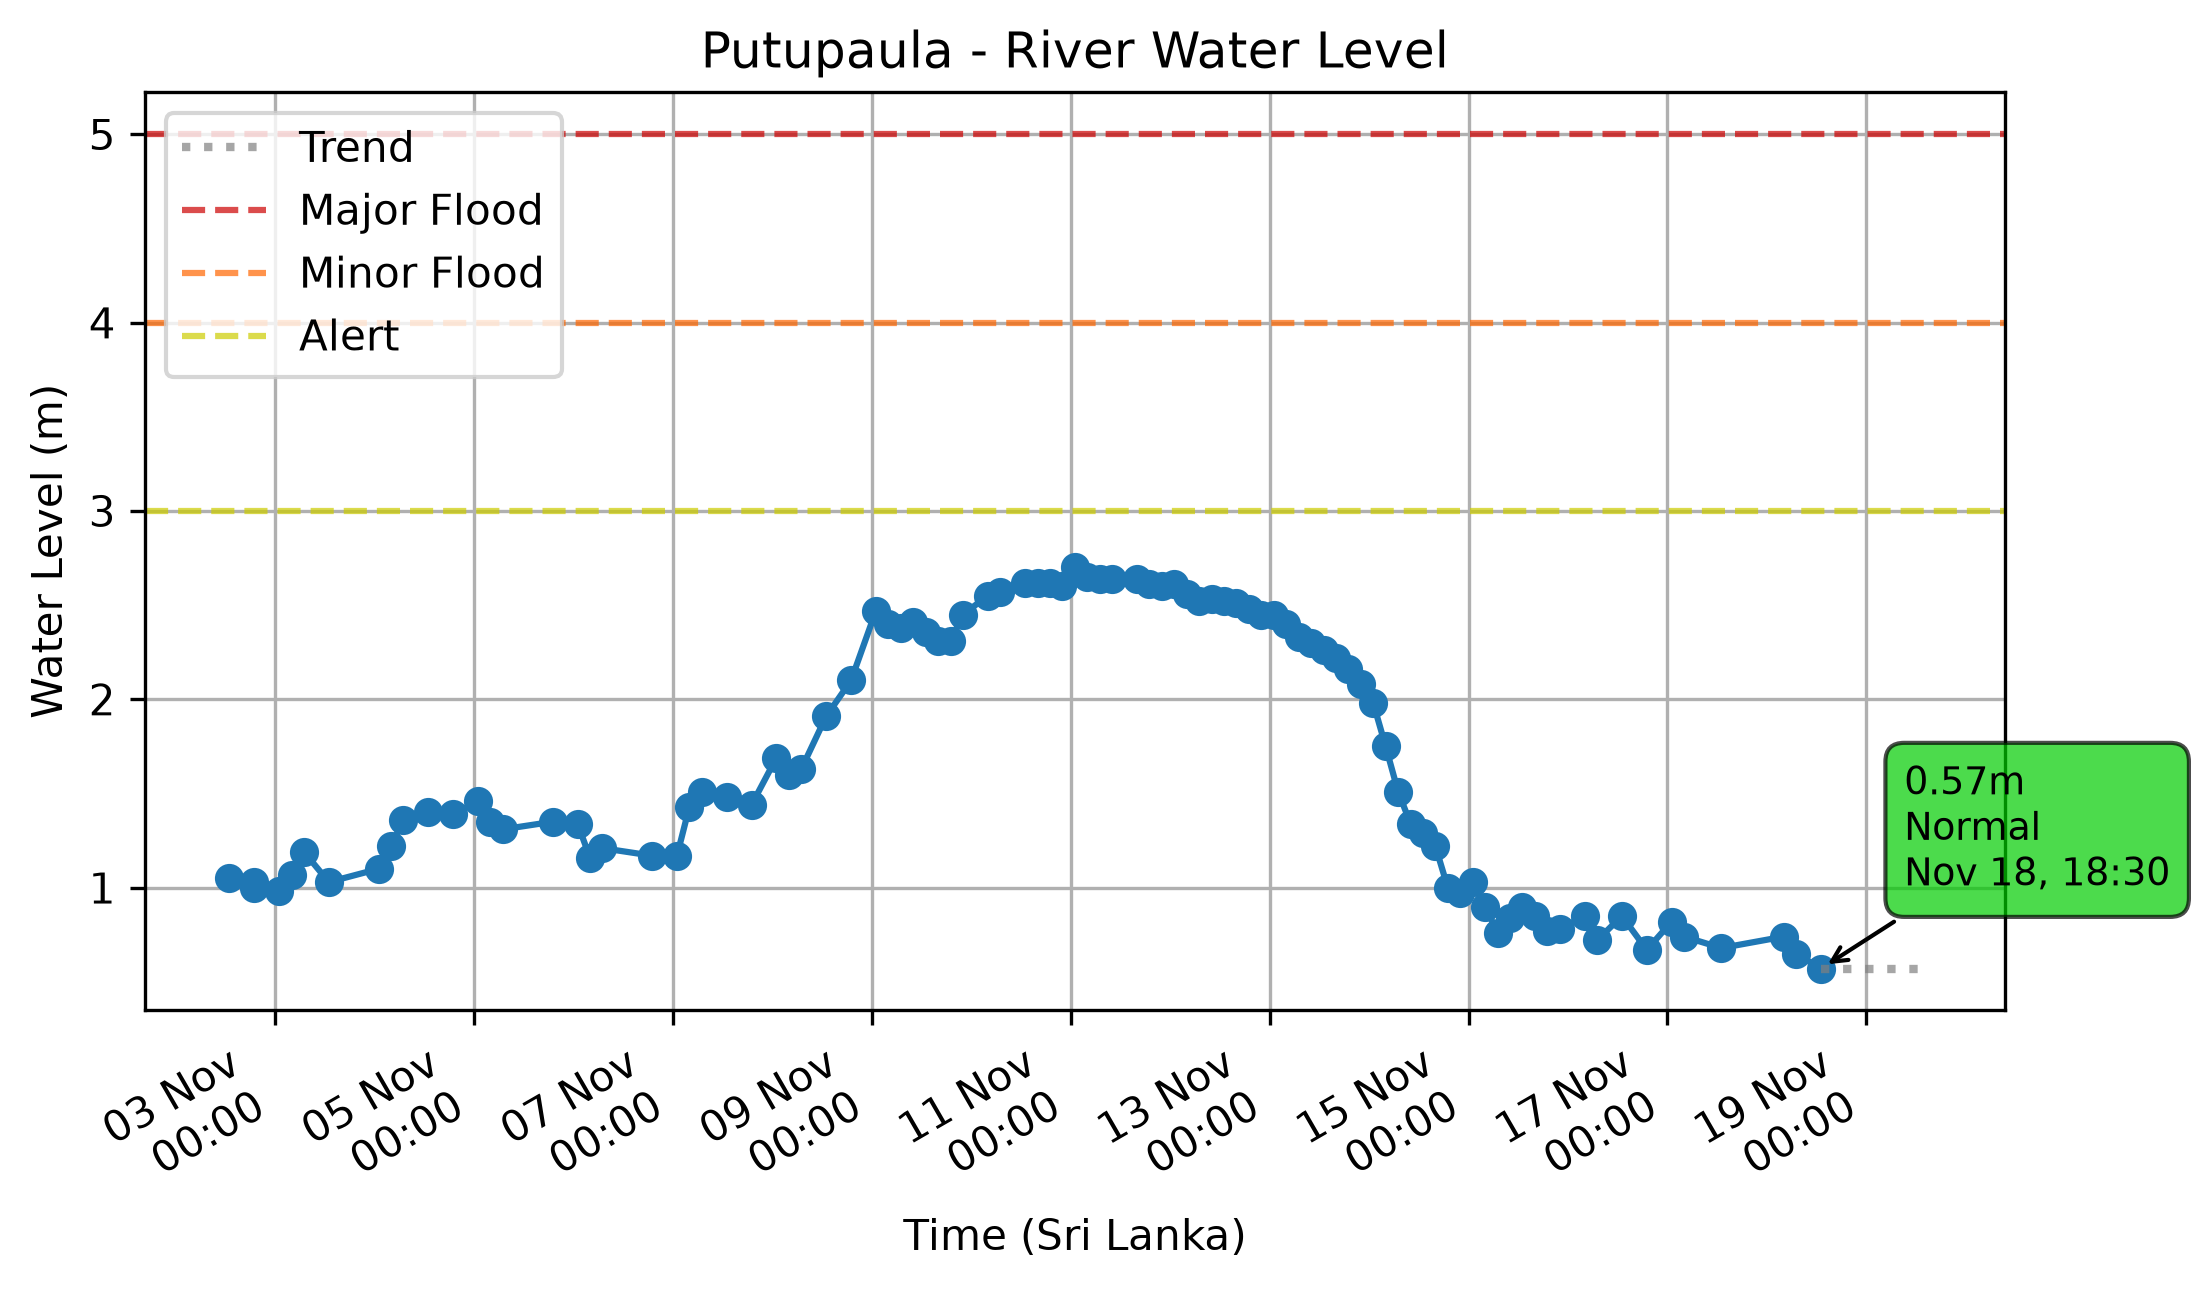 Putupaula - River Water Level
Trend
Major Flood
Minor Flood
Alert
Water Level (m)
5
4
3
2
1
0.57m
Normal
Nov 18, 18:30
03 Nov
00:00
05 Nov
00:00
07 Nov
00:00
09 Nov
00:00
11 Nov
00:00
13 Nov
00:00
15 Nov
00:00
17 Nov
00:00
19 Nov
00:00
Time (Sri Lanka)